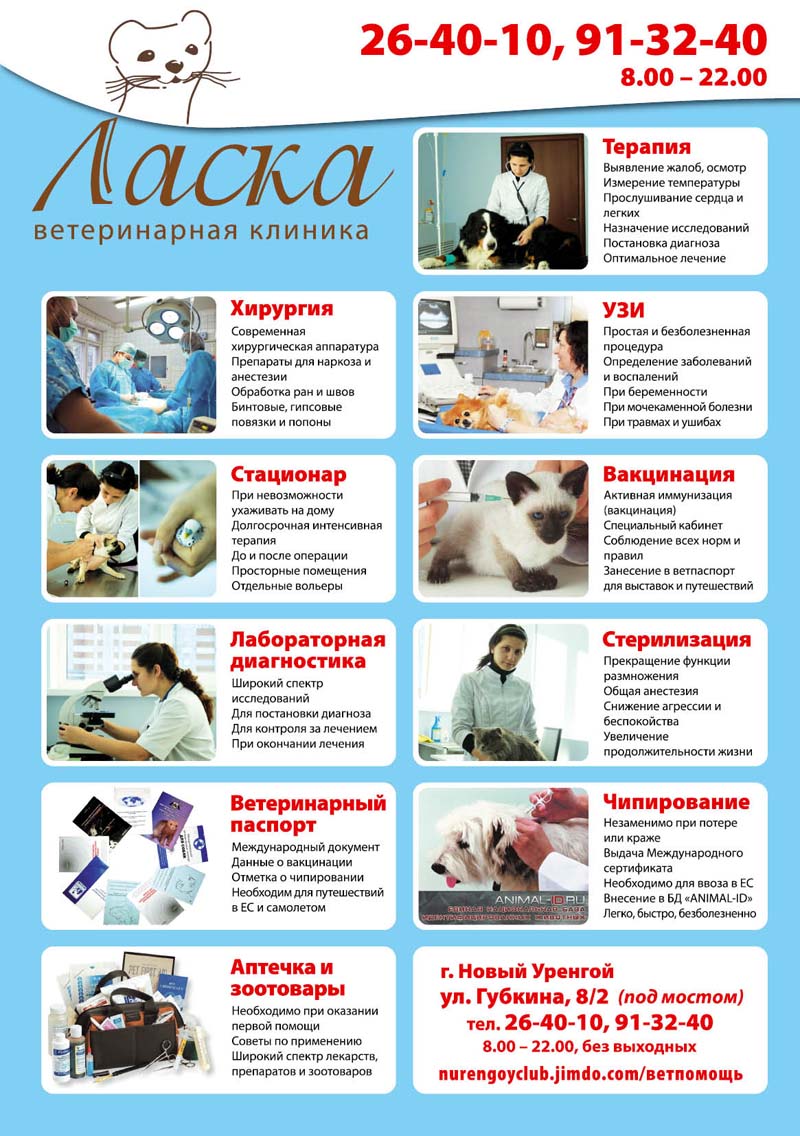 26-40-10, 91-32-40
8.00 – 22.00
Ласка
ветеринарная клиника
Терапия
Выявление жалоб, осмотр
Измерение температуры
Прослушивание сердца и
легких
Назначение исследований
Постановка диагноза
Оптимальное лечение
Хирургия
Современная
хирургическая аппаратура
Препараты для наркоза и
анестезии
Обработка ран и швов
Бинтовые, гипсовые
повязки и попоны
УЗИ
Простая и безболезненная
процедура
Определение заболеваний
и воспалений
При беременности
При мочекаменной болезни
При травмах и ушибах
Стационар
При невозможности
ухаживать на дому
Долгосрочная интенсивная
терапия
До и после операции
Просторные помещения
Отдельные вольеры
Вакцинация
Активная иммунизация
(вакцинация)
Специальный кабинет
Соблюдение всех норм и
правил
Занесение в ветпаспорт
для выставок и путешествий
Лабораторная
диагностика
Широкий спектр
исследований
Для постановки диагноза
Для контроля за лечением
При окончании лечения
Стерилизация
Прекращение функции
размножения
Общая анестезия
Снижение агрессии и
беспокойства
Увеличение
продолжительности жизни
Ветеринарный
паспорт
Международный документ
Данные о вакцинации
Отметка о чипировании
Необходим для путешествий
в ЕС и самолетом
Чипирование
Незаменимо при потере
или краже
Выдача Международного
сертификата
Необходимо для ввоза в ЕС
Внесение в БД «ANIMAL-ID»
Легко, быстро, безболезненно
ANIMAL-ID.RU
ЕДИНАЯ НАЦИОНАЛЬНАЯ БАЗА
ИДЕНТИФИЦИРОВАННЫХ ЖИВОТНЫХ
Аптечка и
зоотовары
Необходимо при оказании
первой помощи
Советы по применению
Широкий спектр лекарств,
препаратов и зоотоваров
г. Новый Уренгой
ул. Губкина, 8/2 (под мостом)
тел. 26-40-10, 91-32-40
8.00 – 22.00, без выходных
nurengoyclub.jimdo.com/ветпомощь